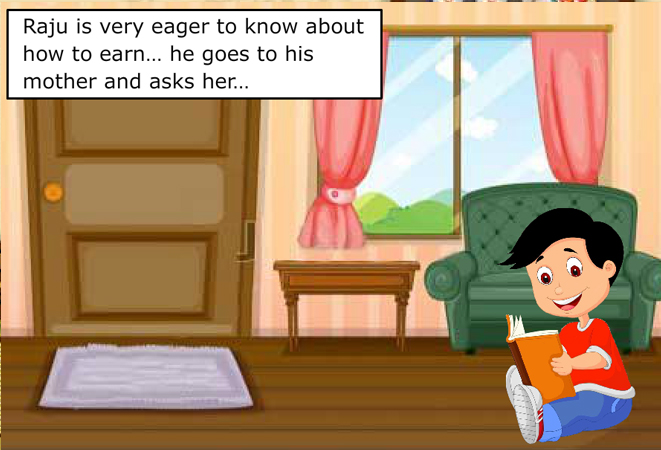 Raju is very eager to know about
how to earn... he goes to his
mother and asks her...